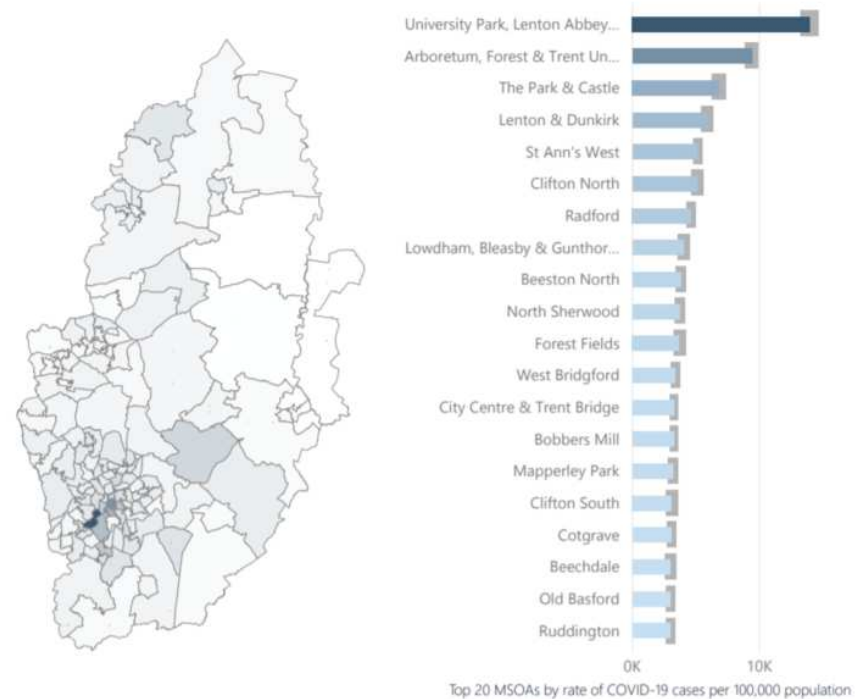 University Park, Lenton Abbey...
Arboretum, Forest & Trent Un...
The Park & Castle
Lenton & Dunkirk
St Ann's West
Clifton North
Radford
Lowdham, Bleasby & Gunthor...
Beeston North
North Sherwood
Forest Fields
West Bridgford
City Centre & Trent Bridge
Bobbers Mill
Mapperley Park
Clifton South
Cotgrave
Beechdale
Old Basford
Ruddington
0K 10K
Top 20 MSOAs by rate of COVID-19 cases per 100,000 population